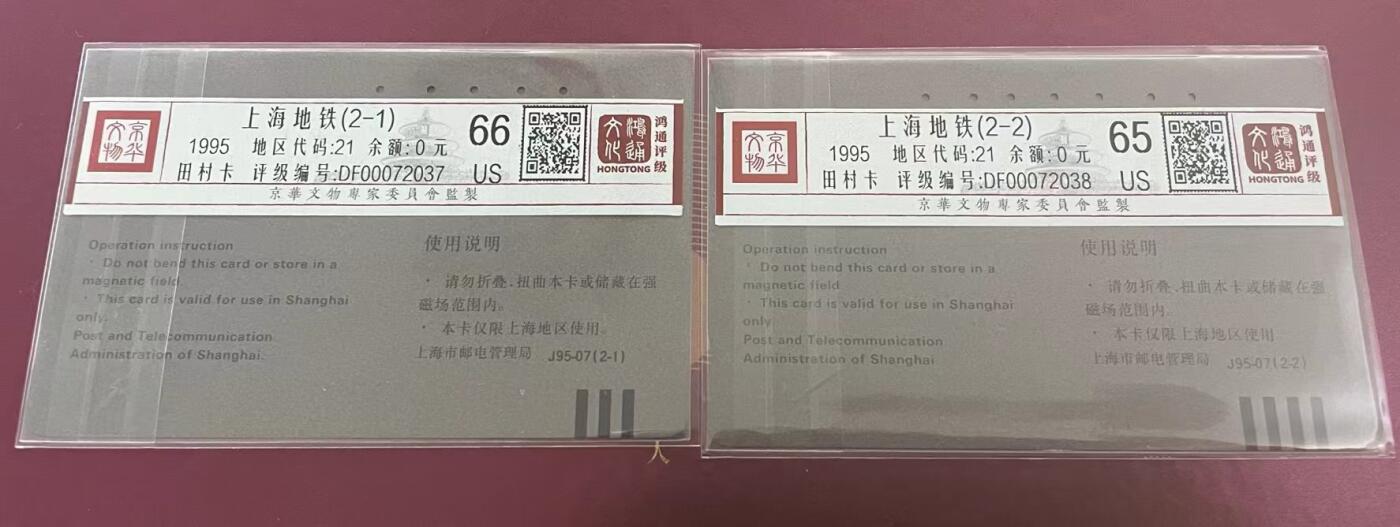 京华文物
上海地铁(2-1)
1995 地区代码:21 余额:0元
田村卡 评级编号:DF00072037
66
US
鸿通文化
HONGTONG
鸿通评级
京華文物專家委員會監製
Operation instruction
· Do not bend this card or store in a
magnetic field
· This card is valid for use in Shanghai
only.
Post and Telecommunication
Administration of Shanghai.
使用说明
· 请勿折叠、扭曲本卡或储藏在强
磁场范围内。
· 本卡仅限上海地区使用。
上海市邮电管理局 J95-07(2-1)
京华文物
上海地铁(2-2)
1995 地区代码:21 余额:0元
田村卡 评级编号:DF00072038
65
US
鸿通文化
HONGTONG
鸿通评级
京華文物專家委員會監製
Operation instruction
· Do not bend this card or store in a
magnetic field
· This card is valid for use in Shanghai
only
Post and Telecommunication
Administration of Shanghai
使用说明
· 请勿折叠、扭曲本卡或储藏在强
磁场范围内。
· 本卡仅限上海地区使用
上海市邮电管理局 J95-07(2-2)